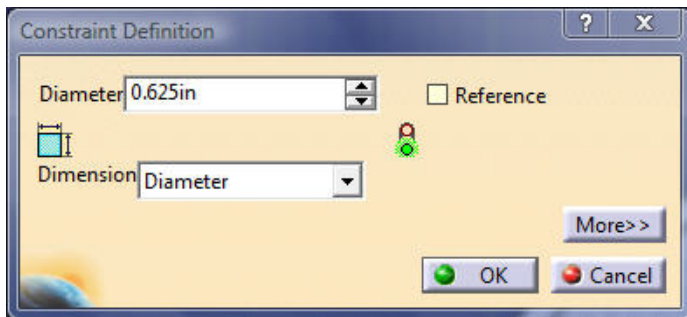 Constraint Definition
? X
Diameter 0.625in
Reference
Dimension Diameter
More>>
OK Cancel